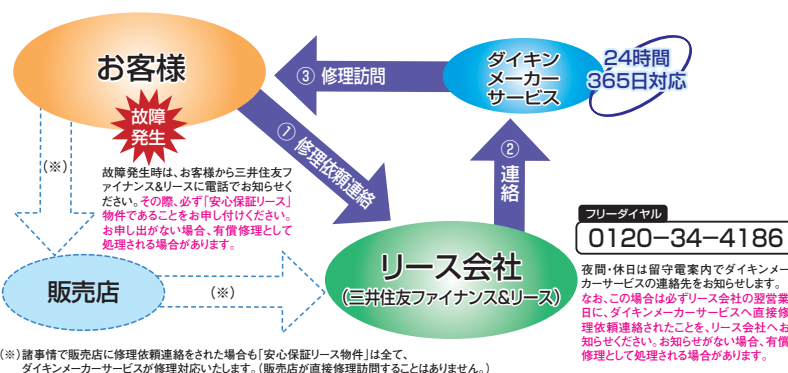 お客様
故障
発生
③ 修理訪問
ダイキン
メーカー
サービス
24時間
365日対応
① 修理依頼連絡
②
連
絡
(※)
故障発生時は、お客様から三井住友フ
ァイナンス&リースに電話でお知らせく
ださい。その際、必ず「安心保証リース」
物件であることをお申し付けください。
お申し出がない場合、有償修理として
処理される場合があります。
販売店
(※)
リース会社
(三井住友ファイナンス&リース)
フリーダイヤル
0120-34-4186
夜間・休日は留守電案内でダイキンメー
カーサービスの連絡先をお知らせします。
なお、この場合は必ずリース会社の翌営業
日に、ダイキンメーカーサービスへ直接修
理依頼連絡されたことを、リース会社へお
知らせください。お知らせがない場合、有償
修理として処理される場合があります。
(※)諸事情で販売店に修理依頼連絡をされた場合も「安心保証リース物件」は全て、
ダイキンメーカーサービスが修理対応いたします。(販売店が直接修理訪問することはありません。)